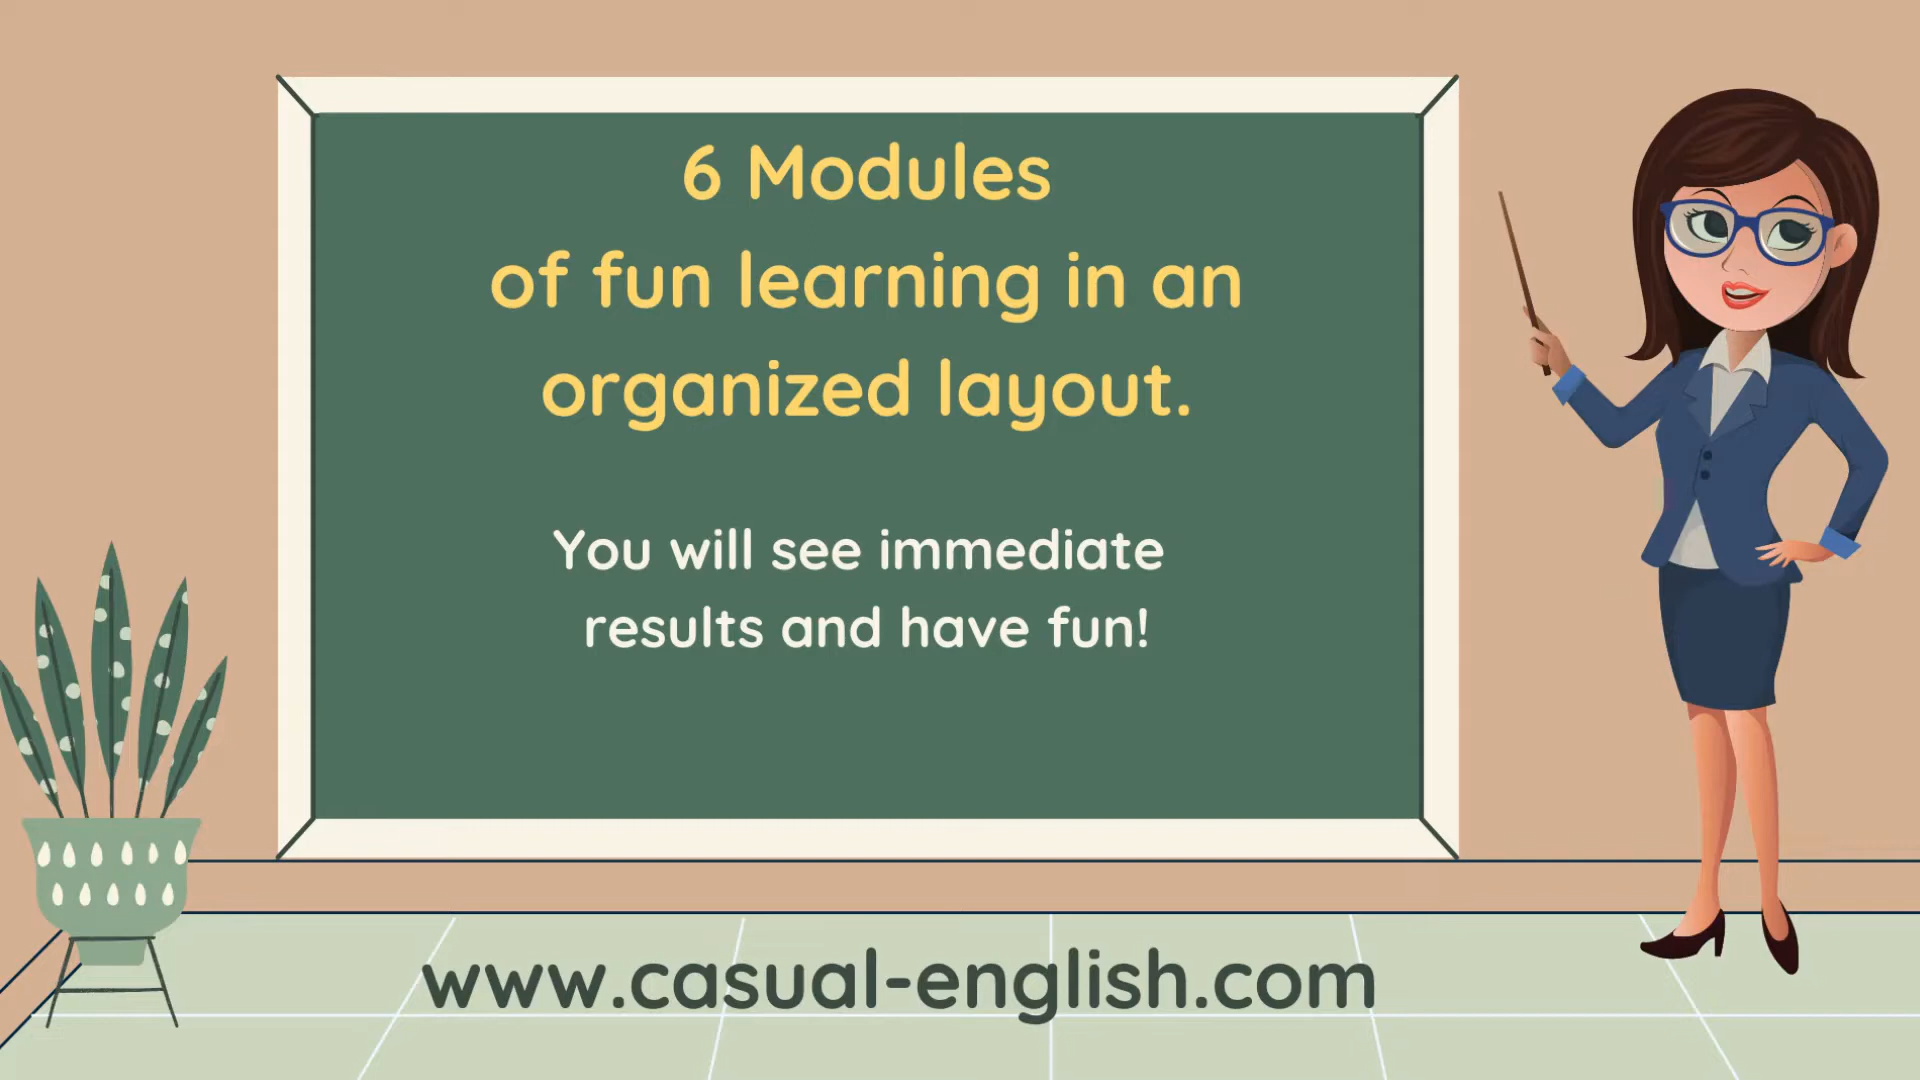 6 Modules
of fun learning in an
organized layout.
You will see immediate
results and have fun!
www.casual-english.com